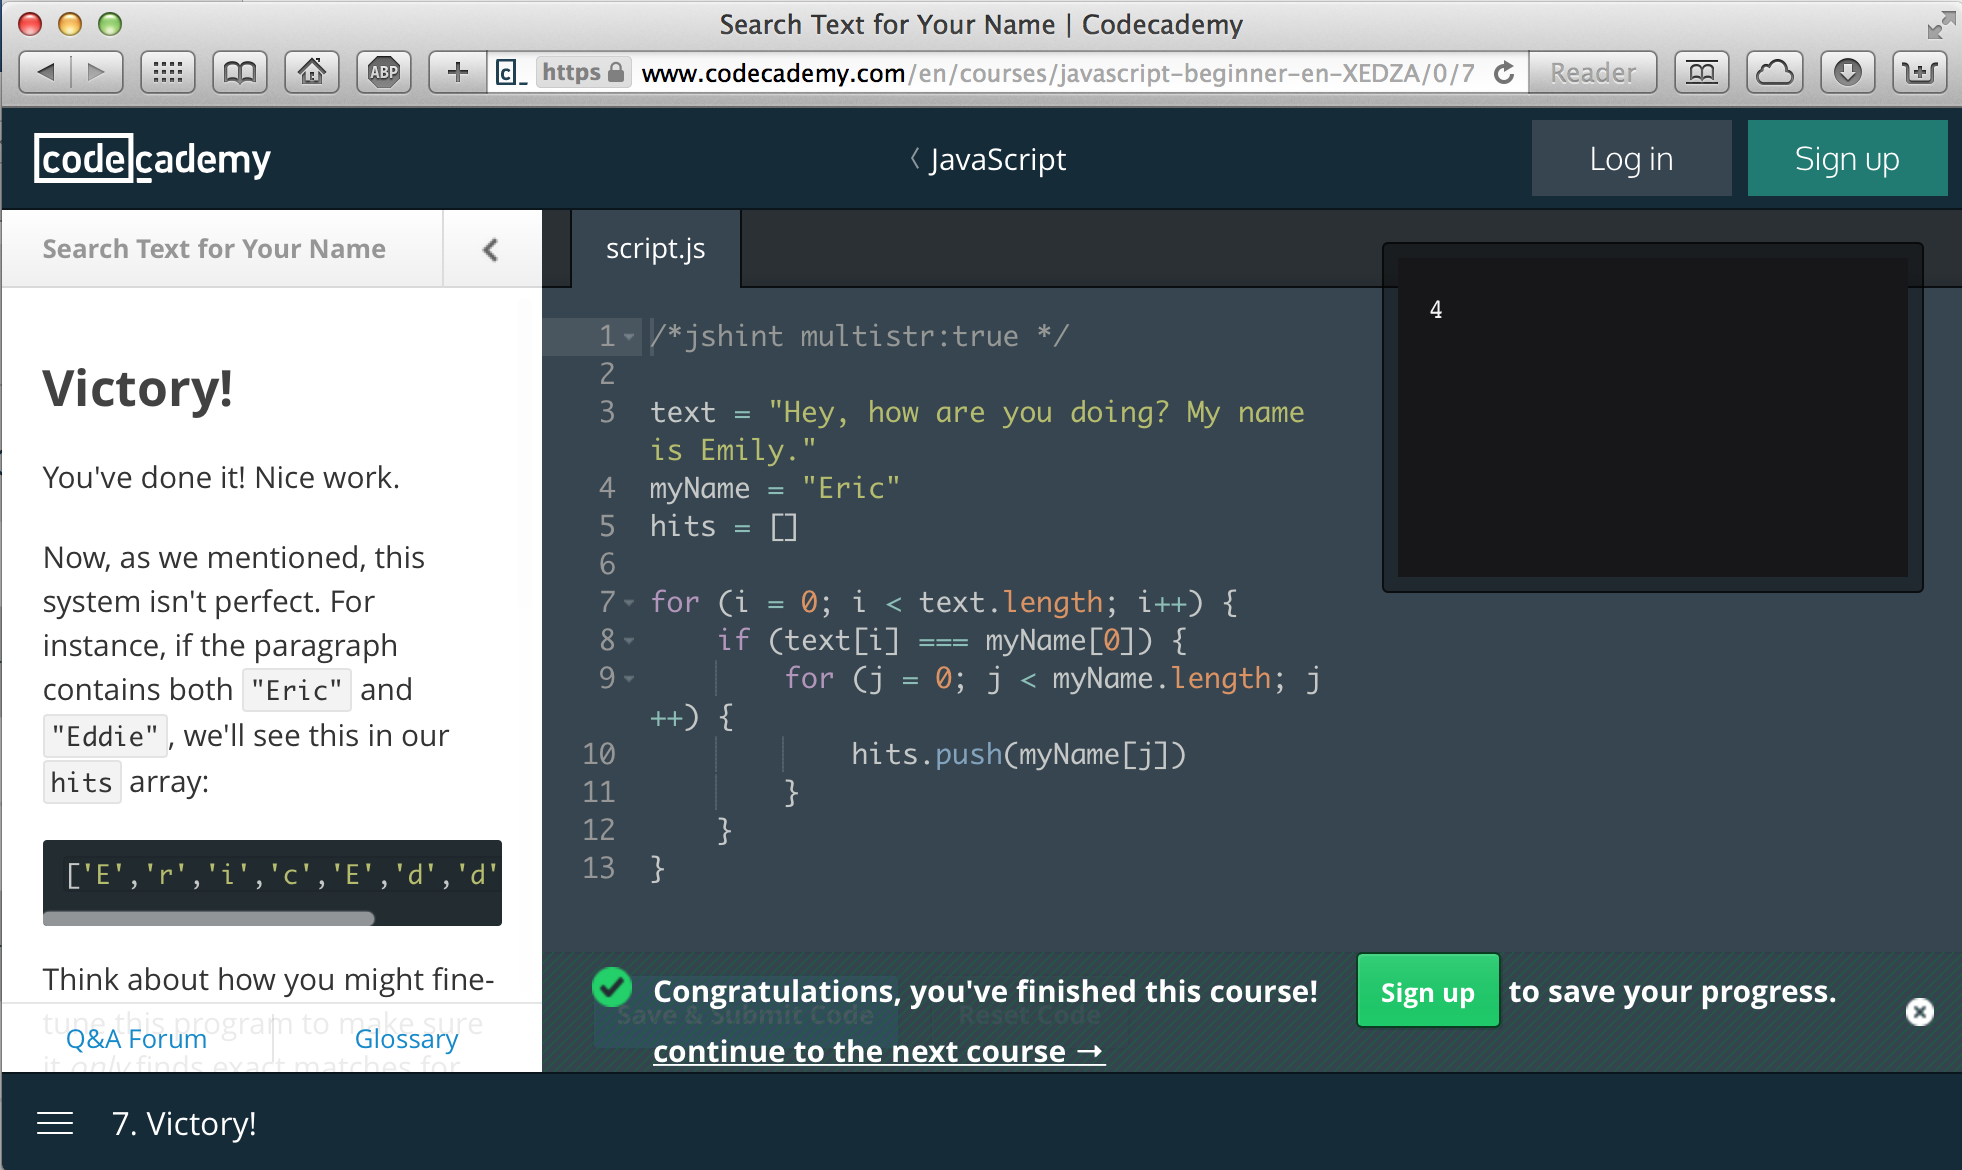 Search Text for Your Name | Codecademy
ABP
+
c_ https www.codecademy.com/en/courses/javascript-beginner-en-XEDZA/0/7
Reader
codecademy
〈 JavaScript
Log in
Sign up
Search Text for Your Name
script.js
Victory!
You've done it! Nice work.
Now, as we mentioned, this
system isn't perfect. For
instance, if the paragraph
contains both "Eric" and
"Eddie", we'll see this in our
hits array:
['E','r','i','c','E','d','d'
Think about how you might fine-
tune this program to make sure
it only finds exact matches for
Q&A Forum
Glossary
1 /*jshint multistr:true */
2
3 text = "Hey, how are you doing? My name
is Emily."
4 myName = "Eric"
5 hits = []
6
7 for (i = 0; i < text.length; i++) {
8 if (text[i] === myName[0]) {
9 for (j = 0; j < myName.length; j
++) {
10 hits.push(myName[j])
11 }
12 }
13 }
4
Congratulations, you've finished this course!
Sign up to save your progress.
Save & Submit Code
Reset Code
continue to the next course →
7. Victory!